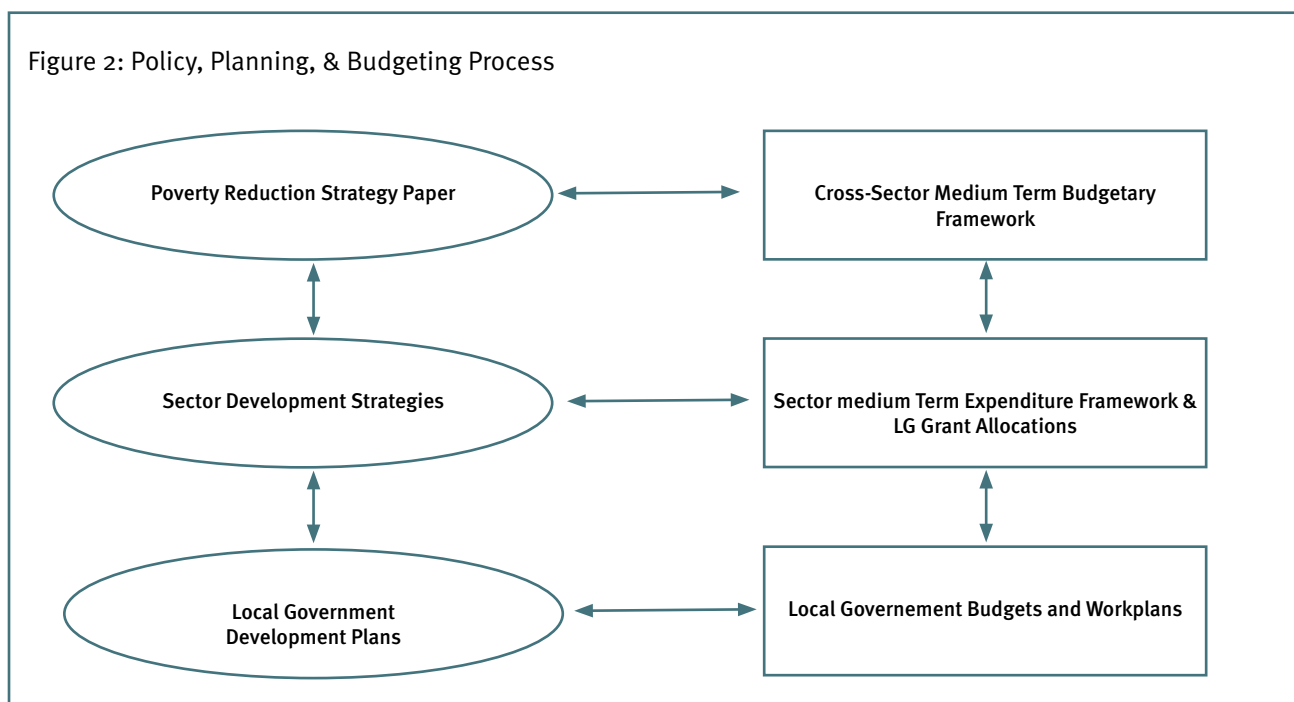 Figure 2: Policy, Planning, & Budgeting Process
Poverty Reduction Strategy Paper
Cross-Sector Medium Term Budgetary
Framework
Sector Development Strategies
Sector medium Term Expenditure Framework &
LG Grant Allocations
Local Government
Development Plans
Local Governement Budgets and Workplans